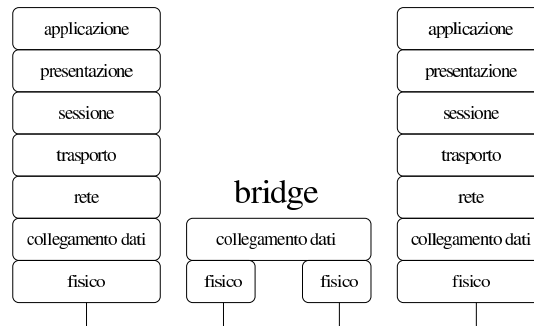 applicazione
presentazione
sessione
trasporto
rete
collegamento dati
fisico
bridge
collegamento dati
fisico
fisico
applicazione
presentazione
sessione
trasporto
rete
collegamento dati
fisico